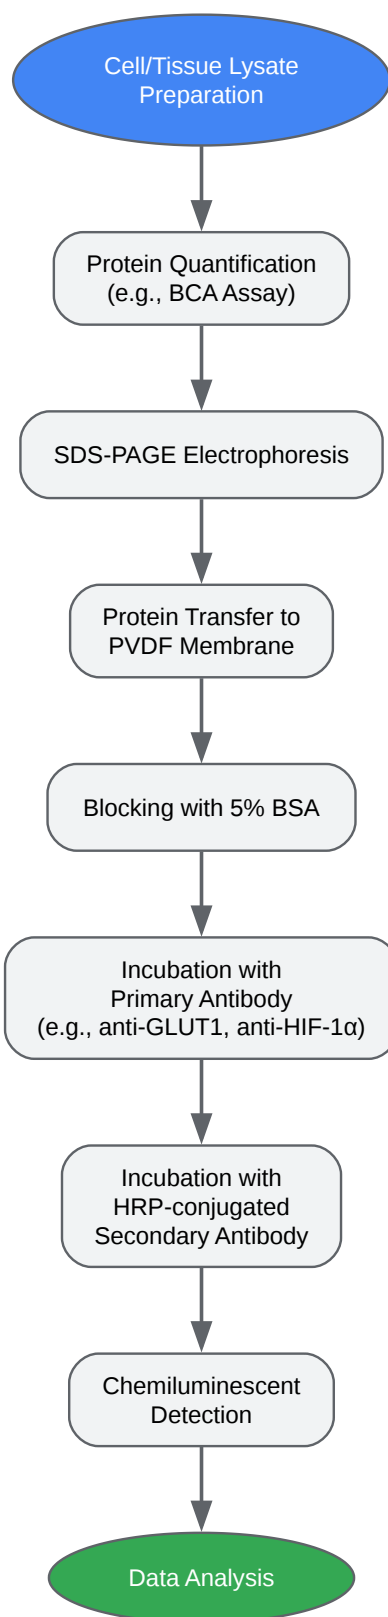 Cell/Tissue Lysate
Preparation
Protein Quantification
(e.g., BCA Assay)
SDS-PAGE Electrophoresis
Protein Transfer to
PVDF Membrane
Blocking with 5% BSA
Incubation with
Primary Antibody
(e.g., anti-GLUT1, anti-HIF-1α)
Incubation with
HRP-conjugated
Secondary Antibody
Chemiluminescent
Detection
Data Analysis